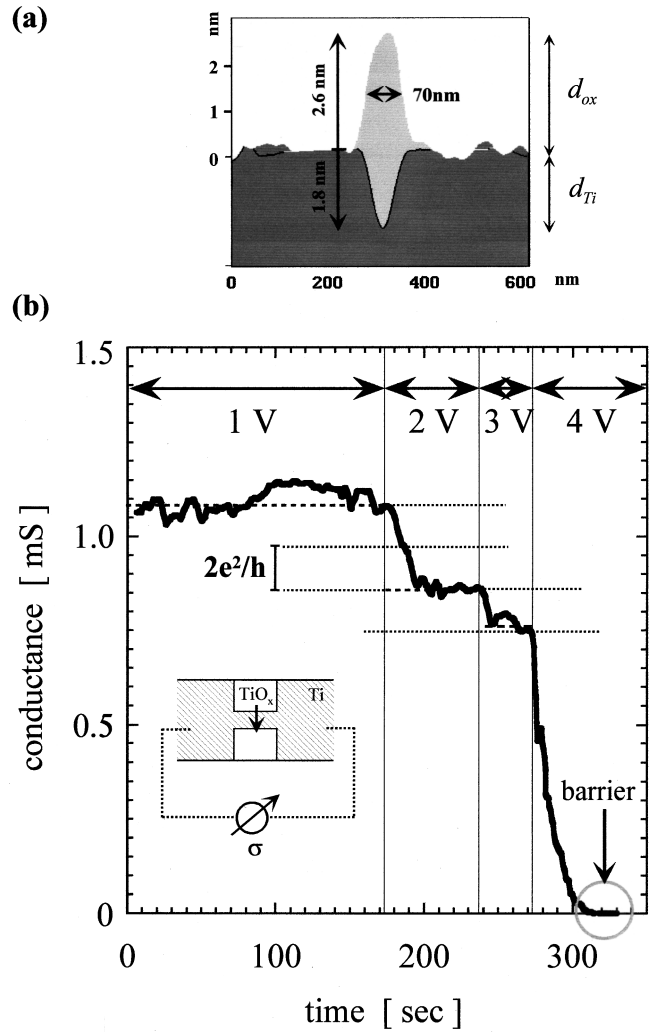 (a)
nm
2
1
0
2.6 nm
1.8 nm
70nm
dox
dTi
0
200
400
600
nm
(b)
1.5
1.0
0.5
0
conductance [ mS ]
1 V
2 V
3 V
4 V
2e²/h
TiOx
Ti
σ
barrier
0
100
200
300
time [ sec ]